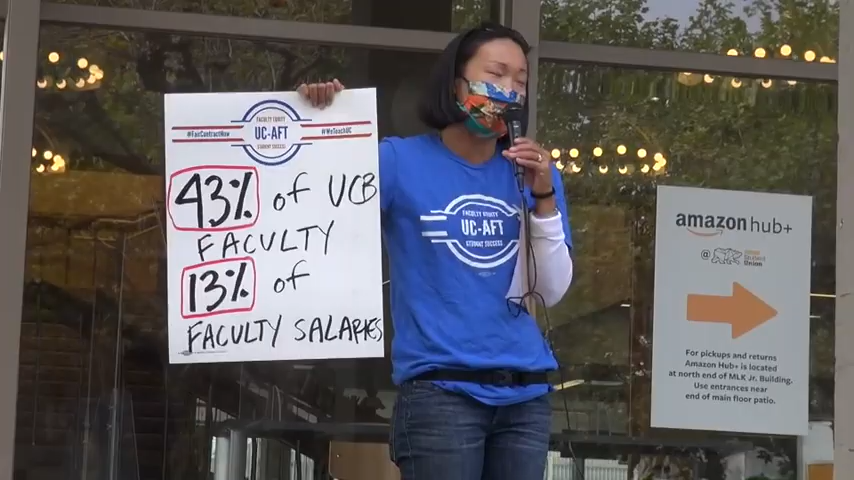 FACULTY EQUITY
#FairContractNow UC-AFT #WeTeachUC
STUDENT SUCCESS
43% of UCB
FACULTY
13% of
FACULTY SALARIES
FACULTY EQUITY
UC-AFT
STUDENT SUCCESS
amazon hub+
@ Student Union
For pickups and returns
Amazon Hub+ is located
at north end of MLK Jr. Building.
Use entrances near
end of main floor patio.